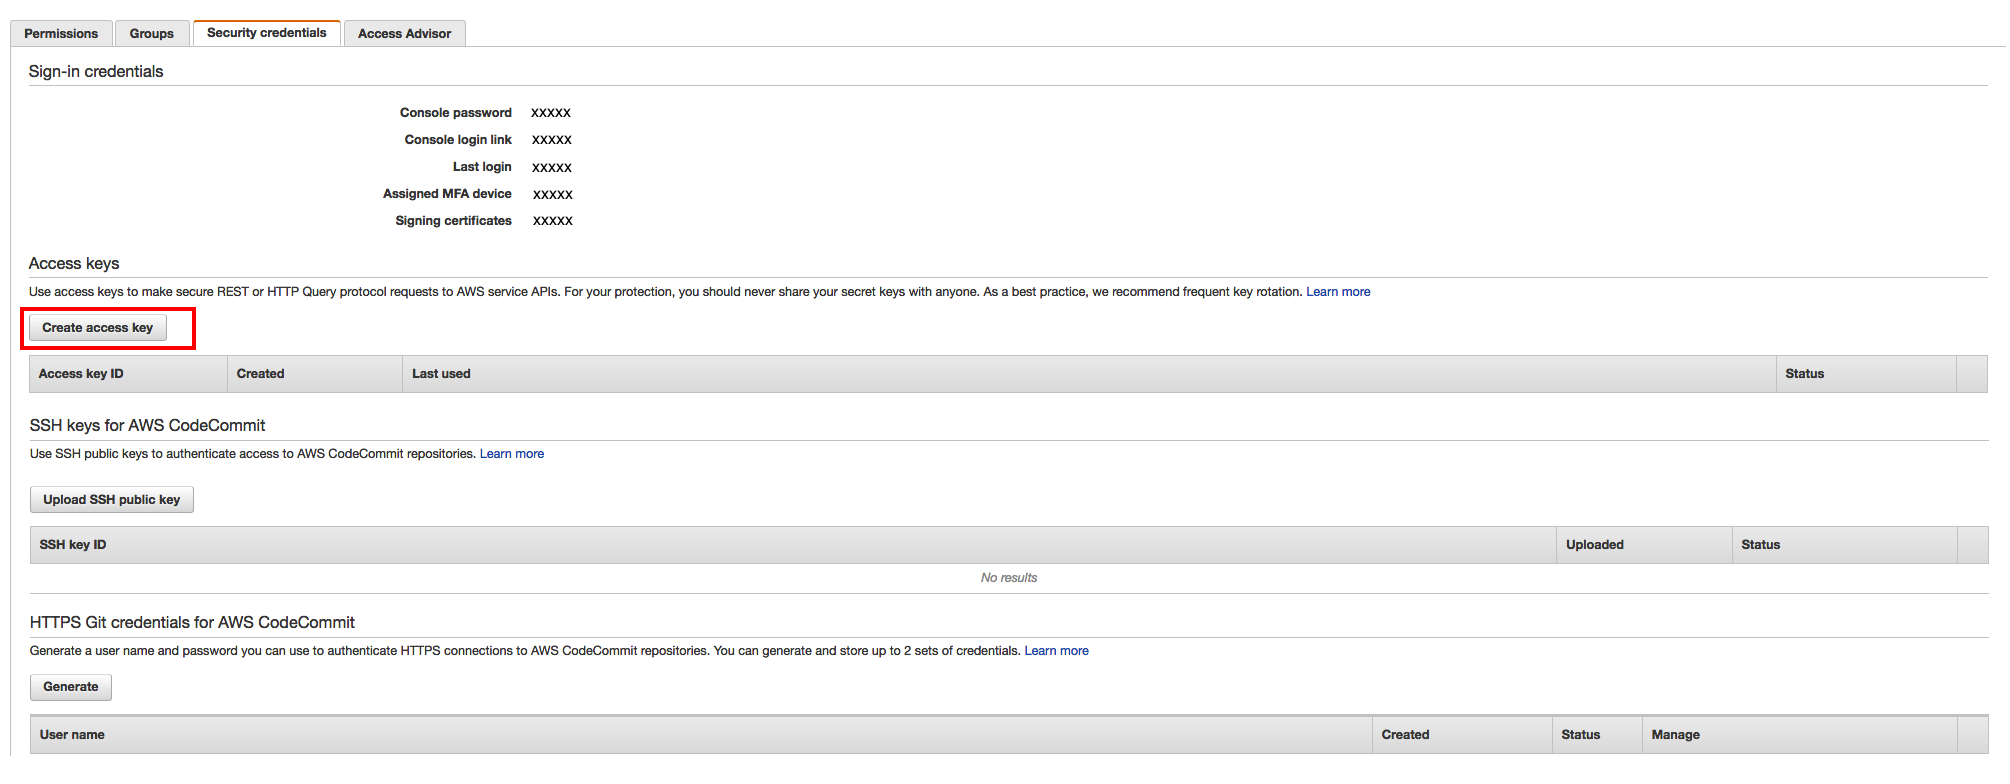 Permissions Groups Security credentials Access Advisor
Sign-in credentials
Console password XXXXX
Console login link XXXXX
Last login XXXXX
Assigned MFA device XXXXX
Signing certificates XXXXX
Access keys
Use access keys to make secure REST or HTTP Query protocol requests to AWS service APIs. For your protection, you should never share your secret keys with anyone. As a best practice, we recommend frequent key rotation. Learn more
Create access key
Access key ID Created Last used Status
SSH keys for AWS CodeCommit
Use SSH public keys to authenticate access to AWS CodeCommit repositories. Learn more
Upload SSH public key
SSH key ID Uploaded Status
No results
HTTPS Git credentials for AWS CodeCommit
Generate a user name and password you can use to authenticate HTTPS connections to AWS CodeCommit repositories. You can generate and store up to 2 sets of credentials. Learn more
Generate
User name Created Status Manage